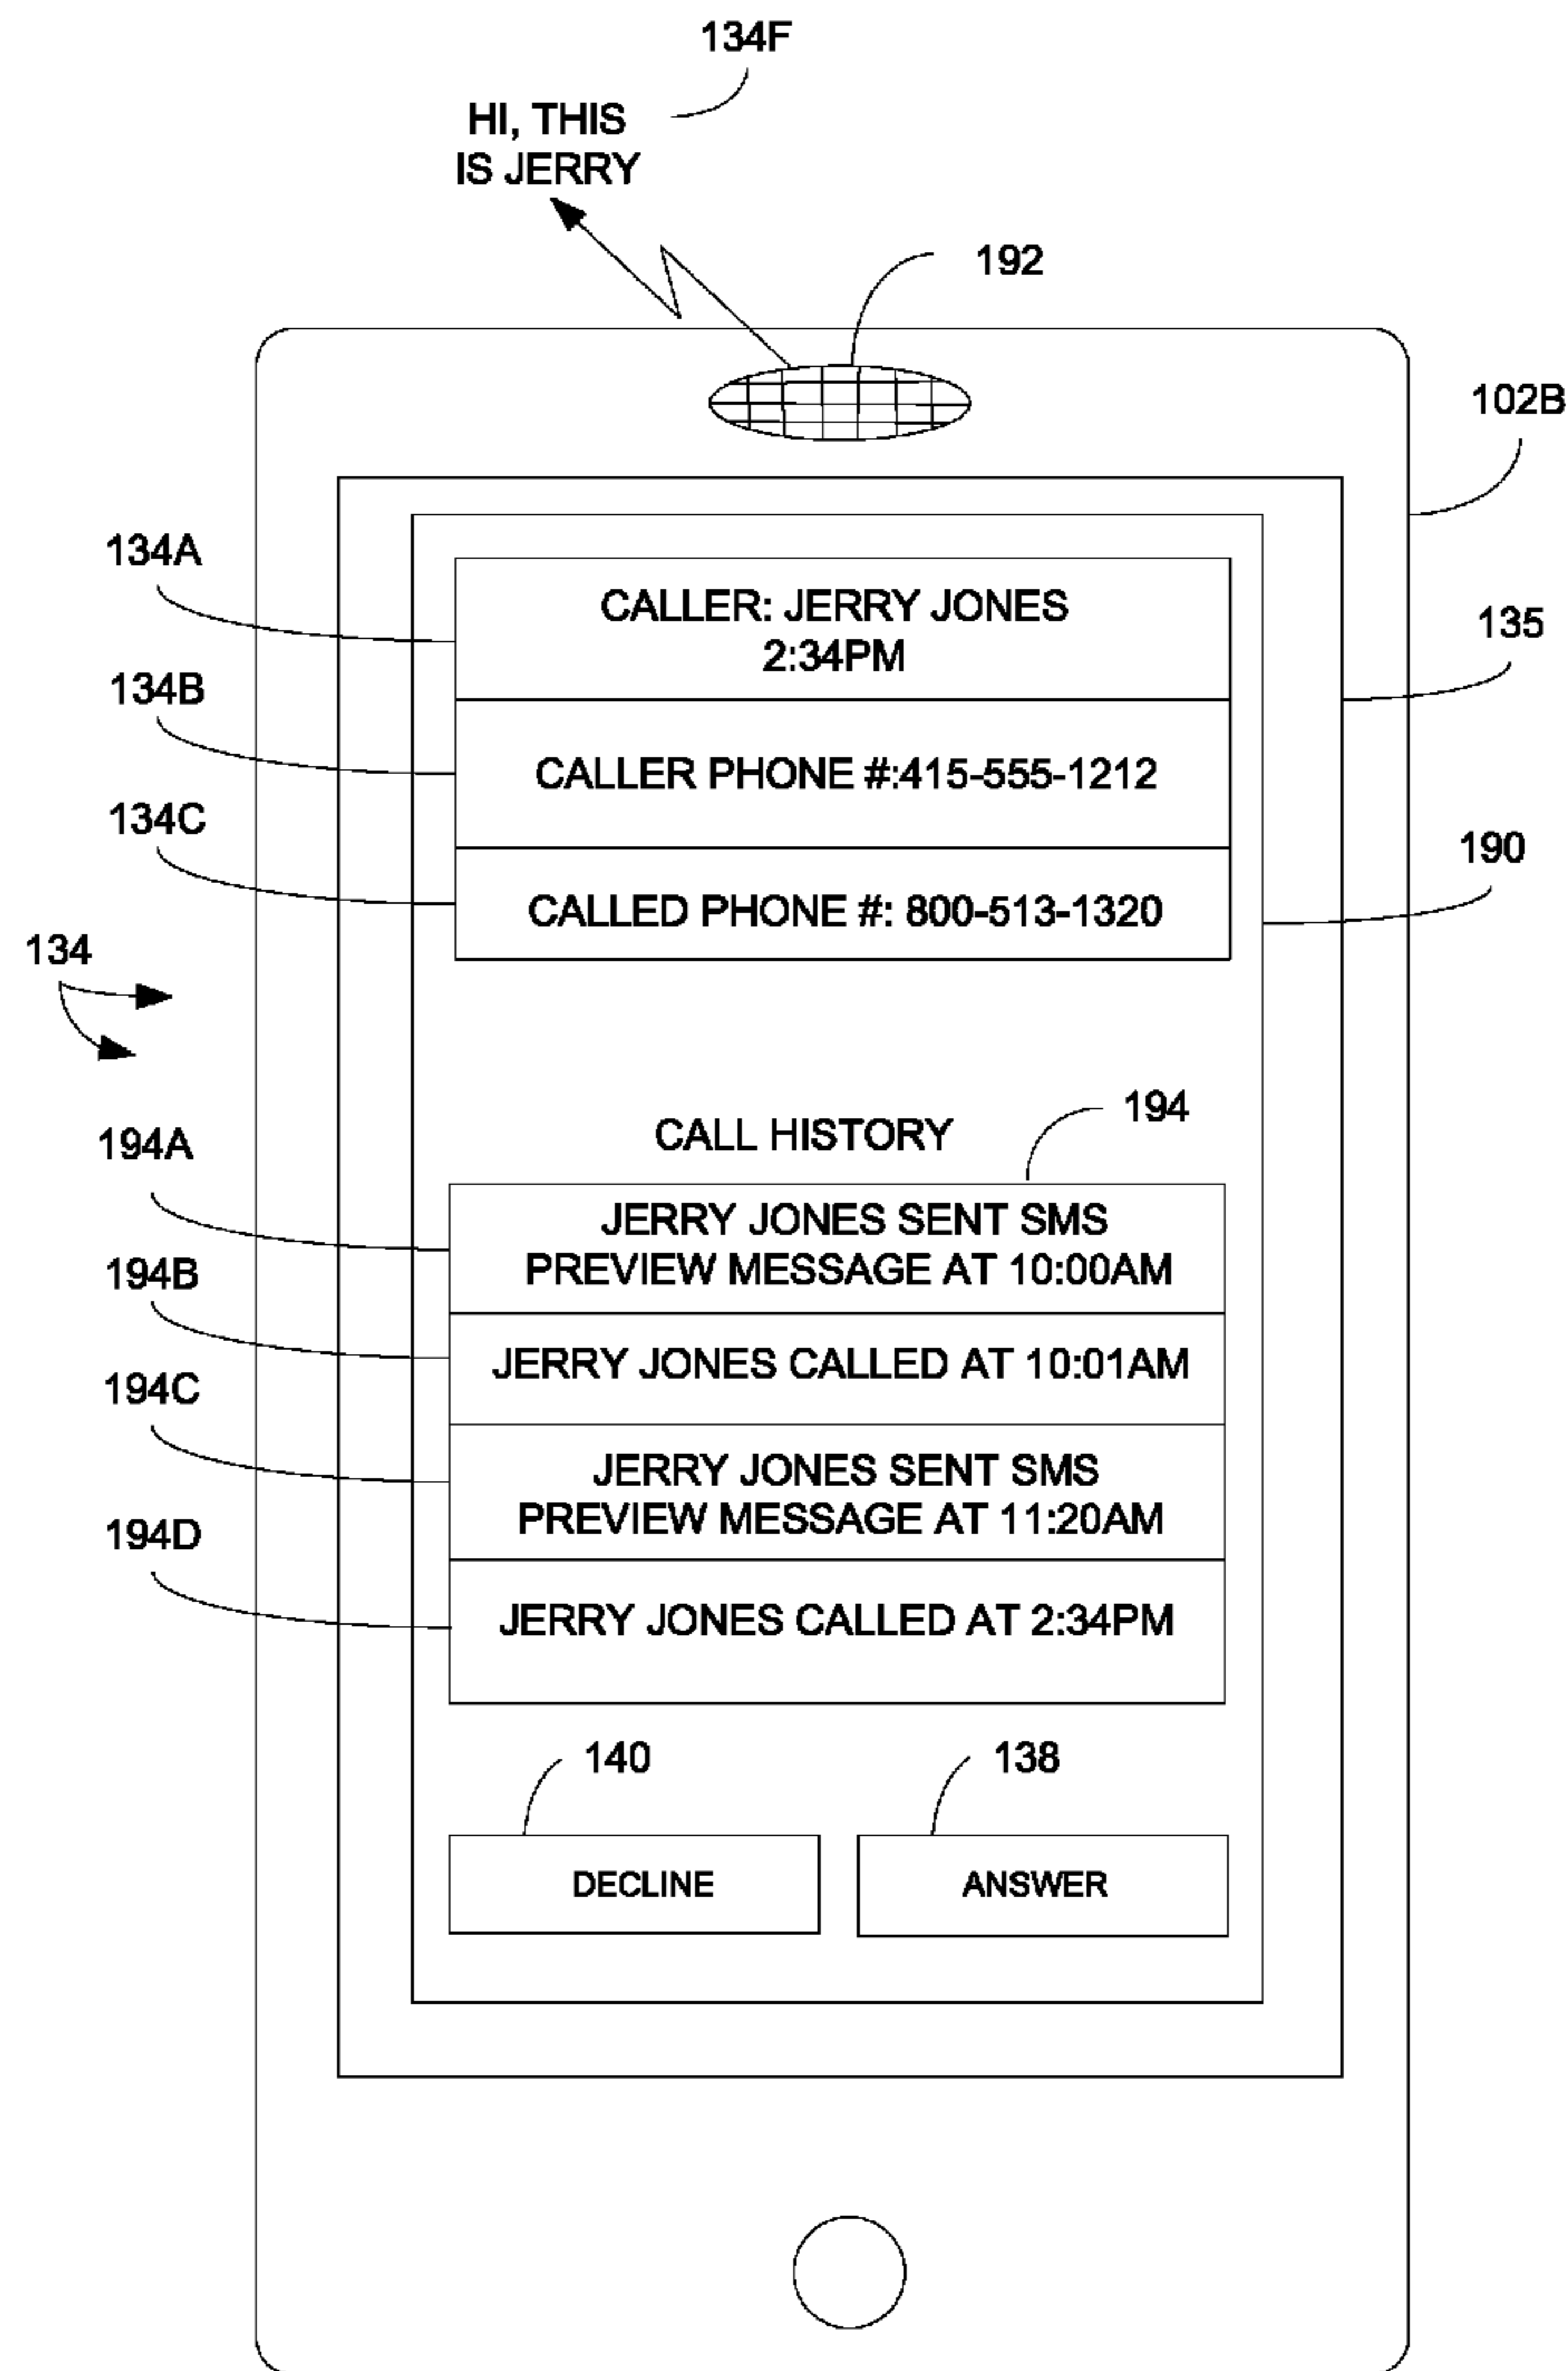 134F
HI, THIS
IS JERRY
192
102B
134A
CALLER: JERRY JONES
2:34PM
135
134B
CALLER PHONE #:415-555-1212
134C
190
CALLED PHONE #: 800-513-1320
134
194
CALL HISTORY
194A
JERRY JONES SENT SMS
PREVIEW MESSAGE AT 10:00AM
194B
JERRY JONES CALLED AT 10:01AM
194C
JERRY JONES SENT SMS
PREVIEW MESSAGE AT 11:20AM
194D
JERRY JONES CALLED AT 2:34PM
140
138
DECLINE
ANSWER